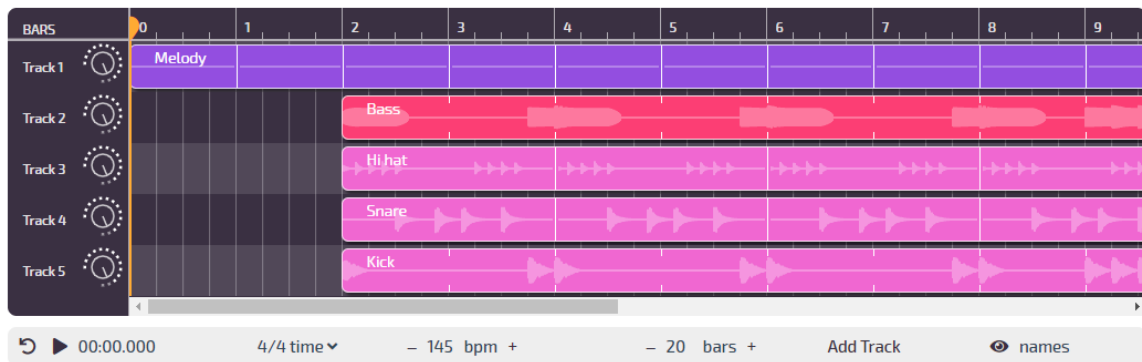 BARS 0 1 2 3 4 5 6 7 8 9
Track 1 Melody
Track 2 Bass
Track 3 Hi hat
Track 4 Snare
Track 5 Kick
00:00.000 4/4 time – 145 bpm + – 20 bars + Add Track names